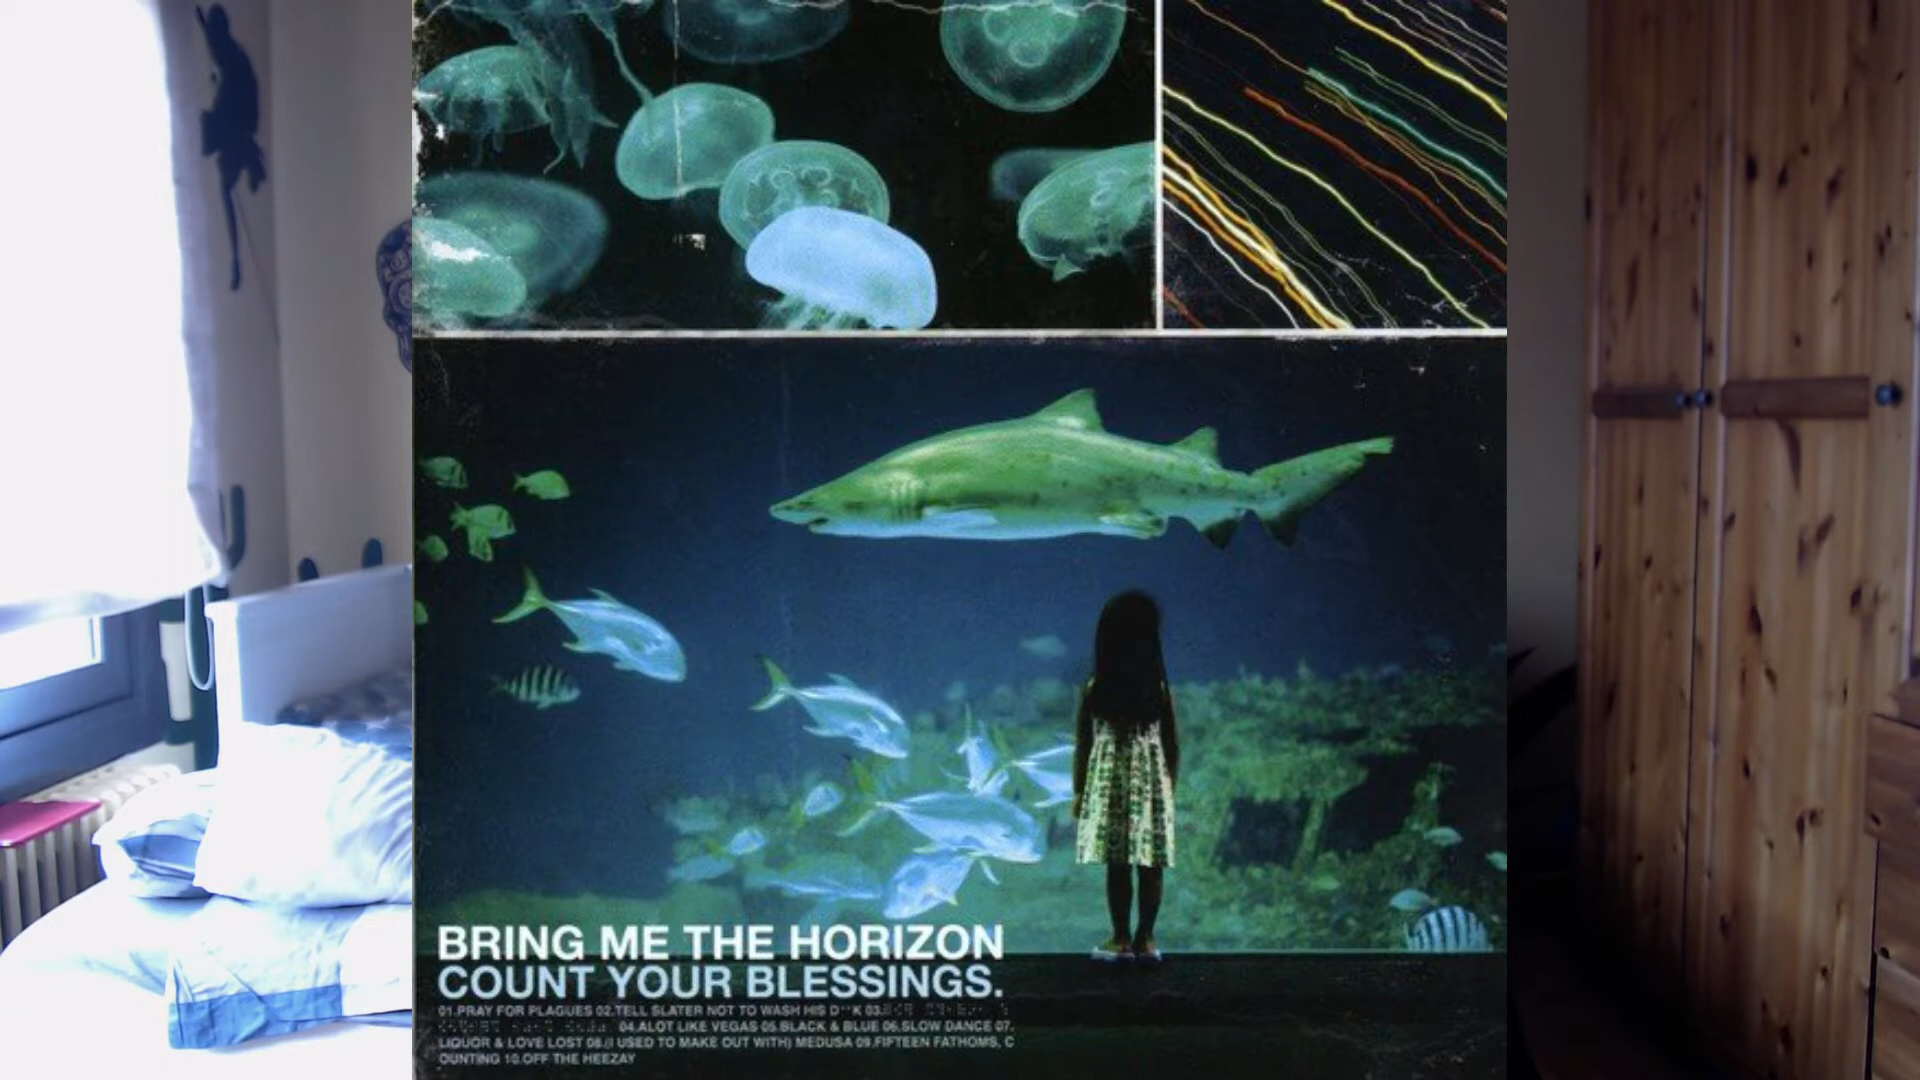 BRING ME THE HORIZON
COUNT YOUR BLESSINGS.
01.PRAY FOR PLAGUES 02.TELL SLATER NOT TO WASH HIS D**K 03.
04.ALOT LIKE VEGAS 05.BLACK & BLUE 06.SLOW DANCE 07.
LIQUOR & LOVE LOST 08.(I USED TO MAKE OUT WITH) MEDUSA 09.FIFTEEN FATHOMS, C
OUNTING 10.OFF THE HEEZAY